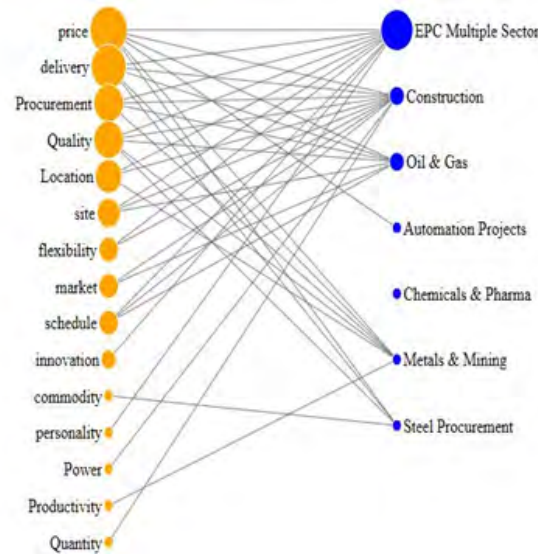 price
delivery
Procurement
Quality
Location
site
flexibility
market
schedule
innovation
commodity
personality
Power
Productivity
Quantity
EPC Multiple Sector
Construction
Oil & Gas
Automation Projects
Chemicals & Pharma
Metals & Mining
Steel Procurement